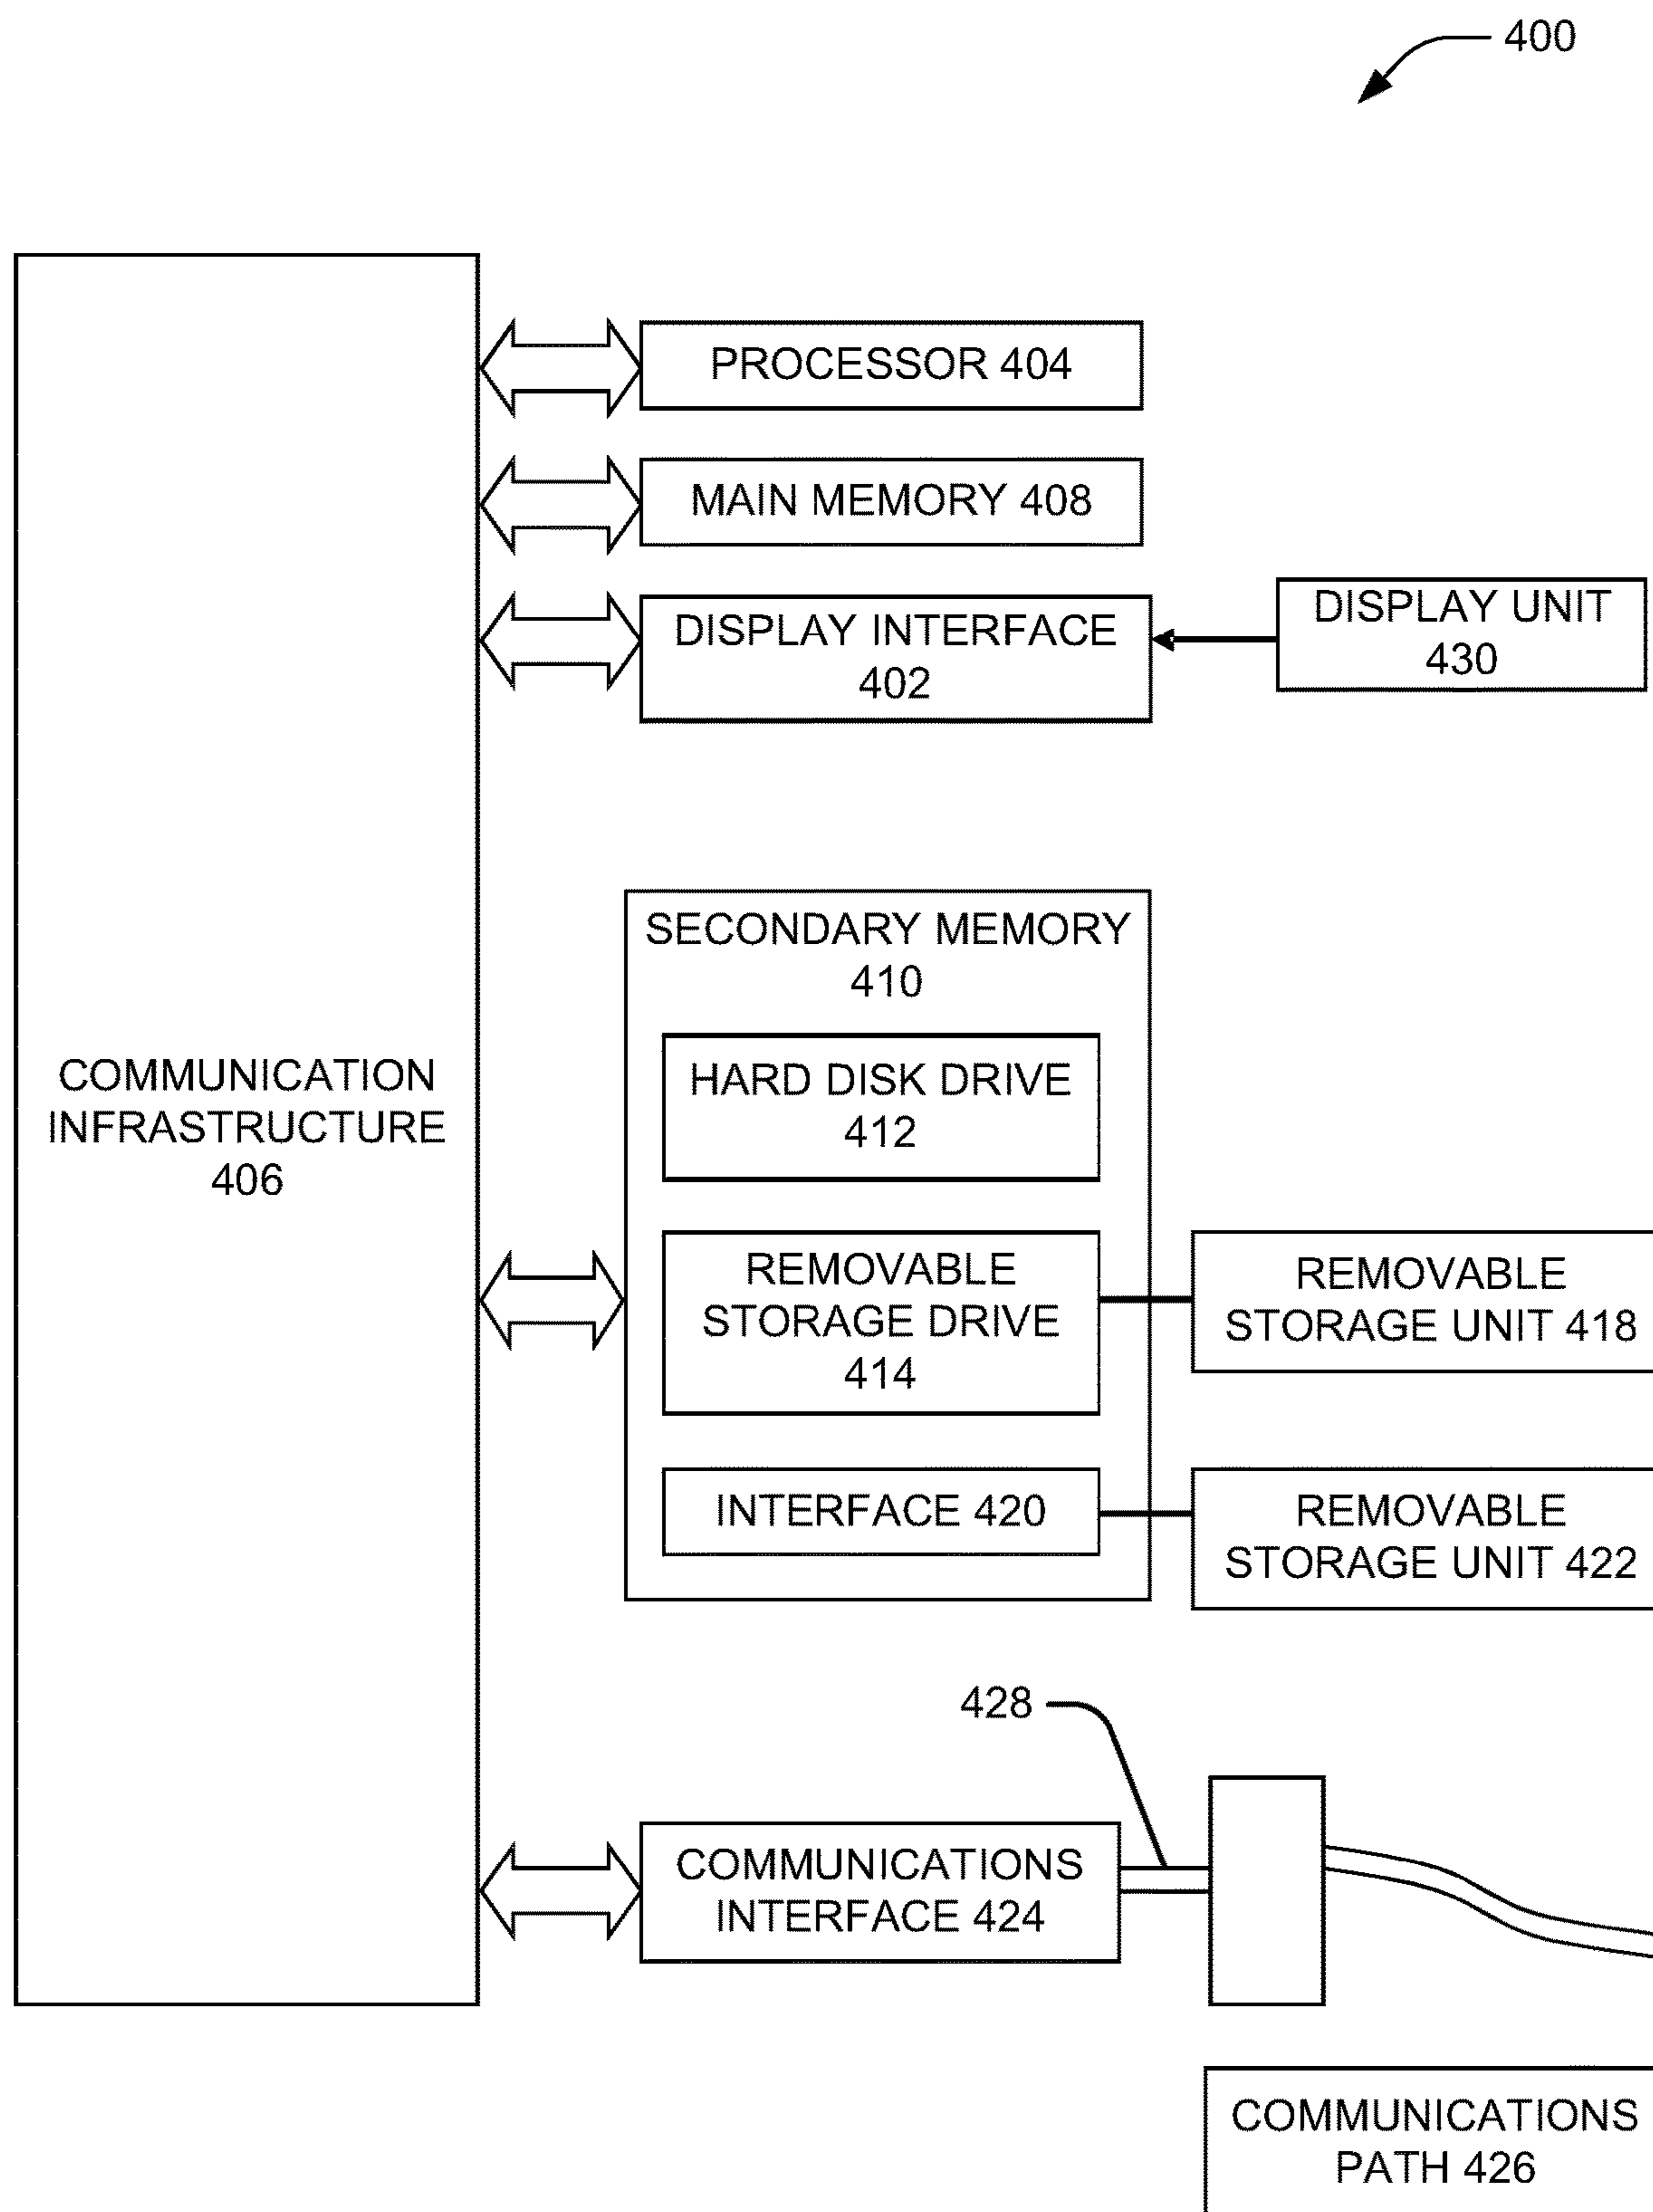 400
PROCESSOR 404
MAIN MEMORY 408
DISPLAY INTERFACE
402
DISPLAY UNIT
430
SECONDARY MEMORY
410
HARD DISK DRIVE
412
COMMUNICATION
INFRASTRUCTURE
406
REMOVABLE
STORAGE DRIVE
414
REMOVABLE
STORAGE UNIT 418
INTERFACE 420
REMOVABLE
STORAGE UNIT 422
428
COMMUNICATIONS
INTERFACE 424
COMMUNICATIONS
PATH 426